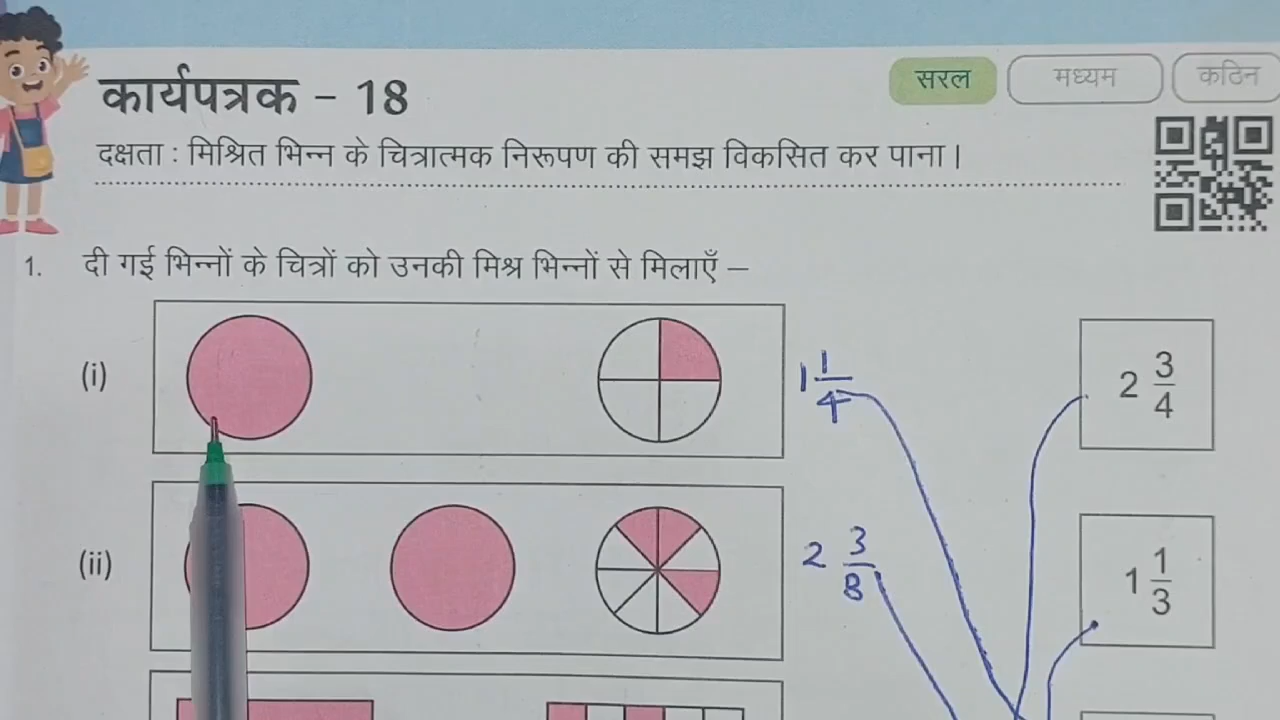 कार्यपत्रक - 18
सरल
मध्यम
कठिन
दक्षता : मिश्रित भिन्न के चित्रात्मक निरूपण की समझ विकसित कर पाना।
1. दी गई भिन्नों के चित्रों को उनकी मिश्र भिन्नों से मिलाएँ –
(i)
1 1/4
2 3/4
(ii)
2 3/8
1 1/3